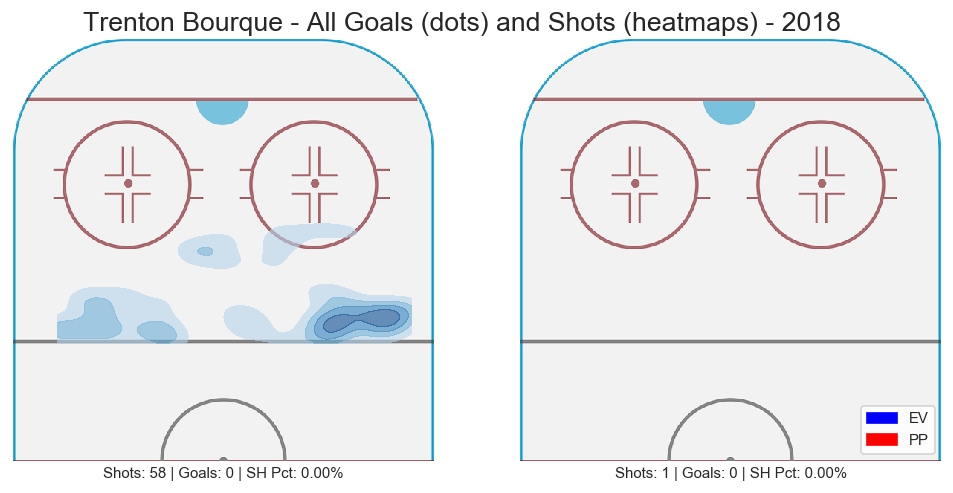 Trenton Bourque - All Goals (dots) and Shots (heatmaps) - 2018
EV
PP
Shots: 58 | Goals: 0 | SH Pct: 0.00%
Shots: 1 | Goals: 0 | SH Pct: 0.00%